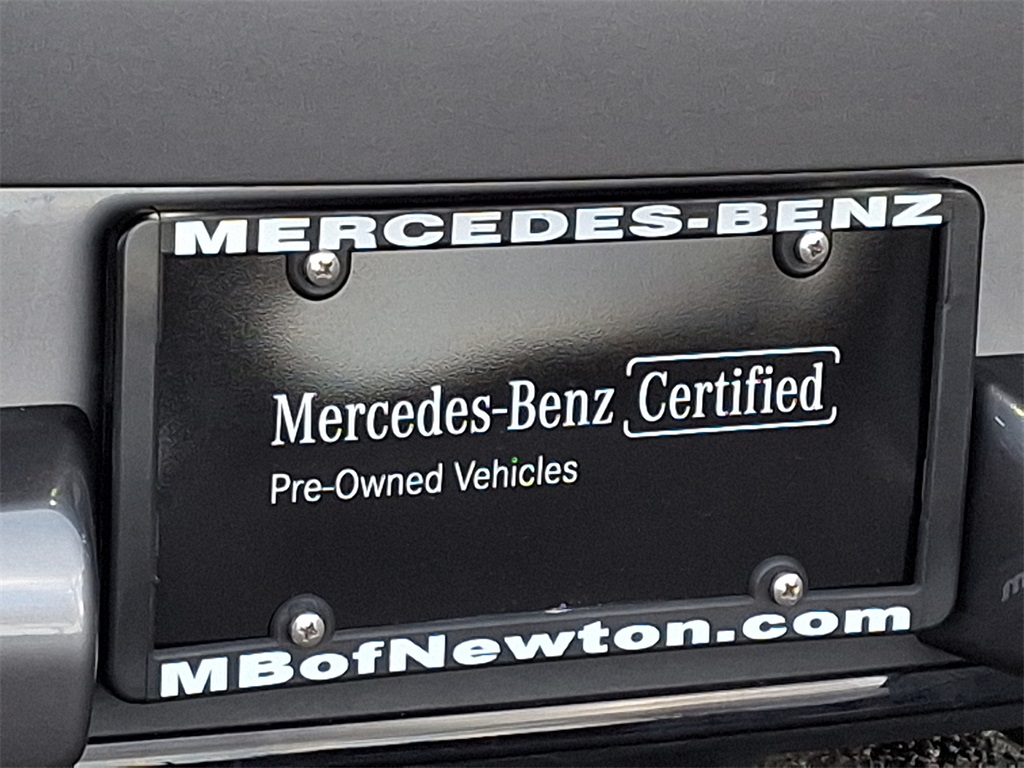 MERCEDES-BENZ
Mercedes-Benz Certified
Pre-Owned Vehicles
MBofNewton.com